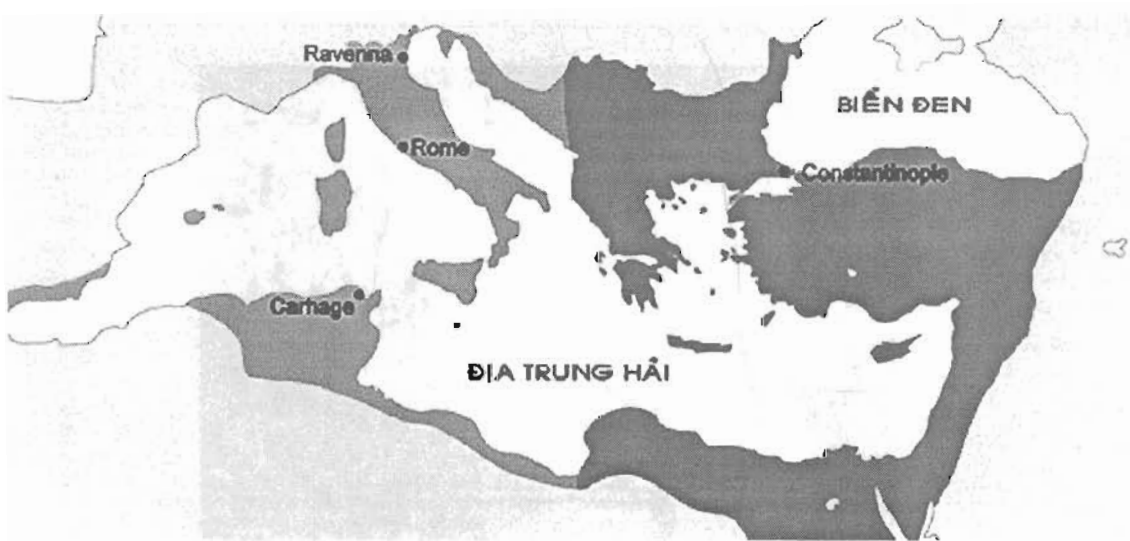 Ravenna
BIỂN ĐEN
Rome
Constantinople
Carhage
ĐỊA TRUNG HẢI